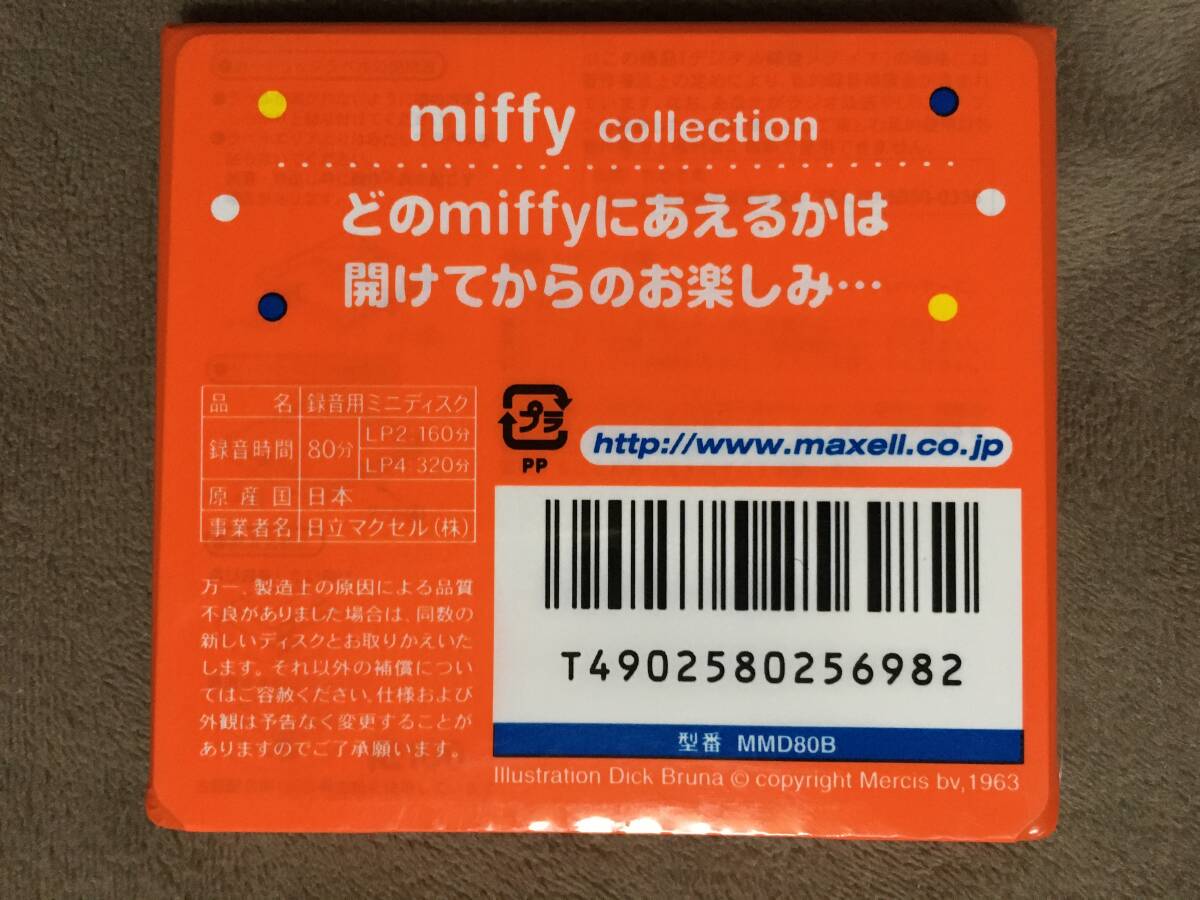 miffy collection
どのmiffyにあえるかは
開けてからのお楽しみ…
品 名 録音用ミニディスク
録音時間 80分 LP2:160分
LP4:320分
原産国 日本
事業者名 日立マクセル(株)
万一、製造上の原因による品質
不良がありました場合は、同数の
新しいディスクとお取りかえいた
します。それ以外の補償につい
てはご容赦ください。仕様および
外観は予告なく変更することが
ありますのでご了承願います。
プラ
PP
http://www.maxell.co.jp
T4902580256982
型番 MMD80B
Illustration Dick Bruna © copyright Mercis bv,1963